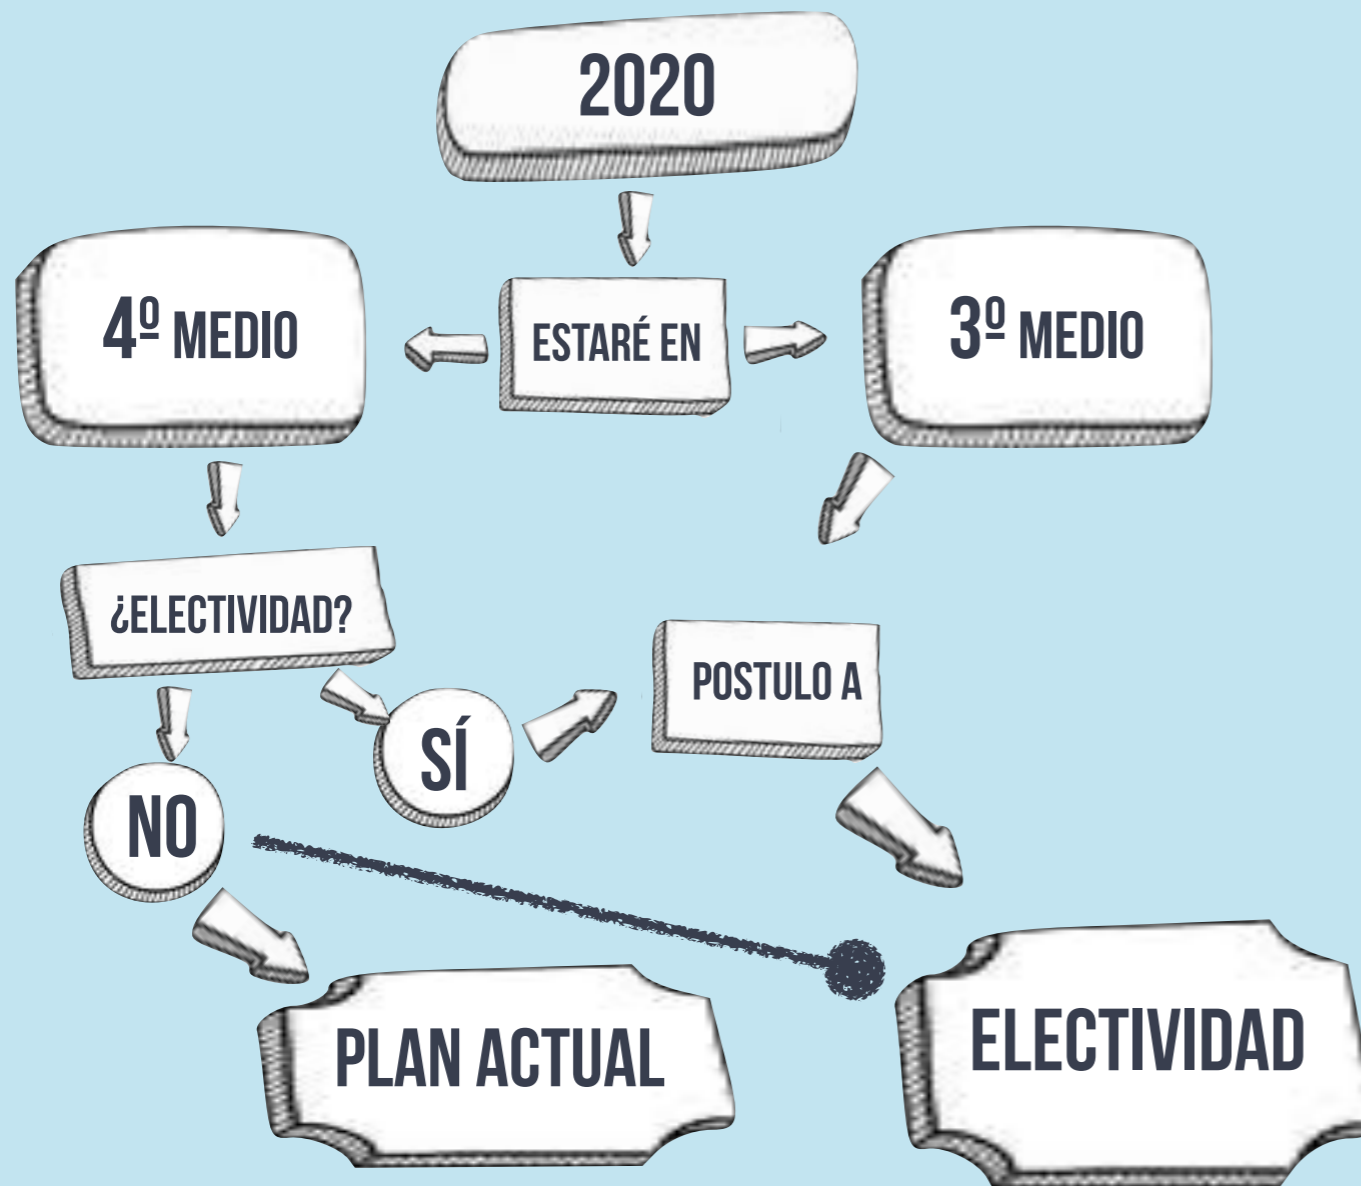 2020
4º MEDIO
ESTARÉ EN
3º MEDIO
¿ELECTIVIDAD?
POSTULO A
SÍ
NO
PLAN ACTUAL
ELECTIVIDAD